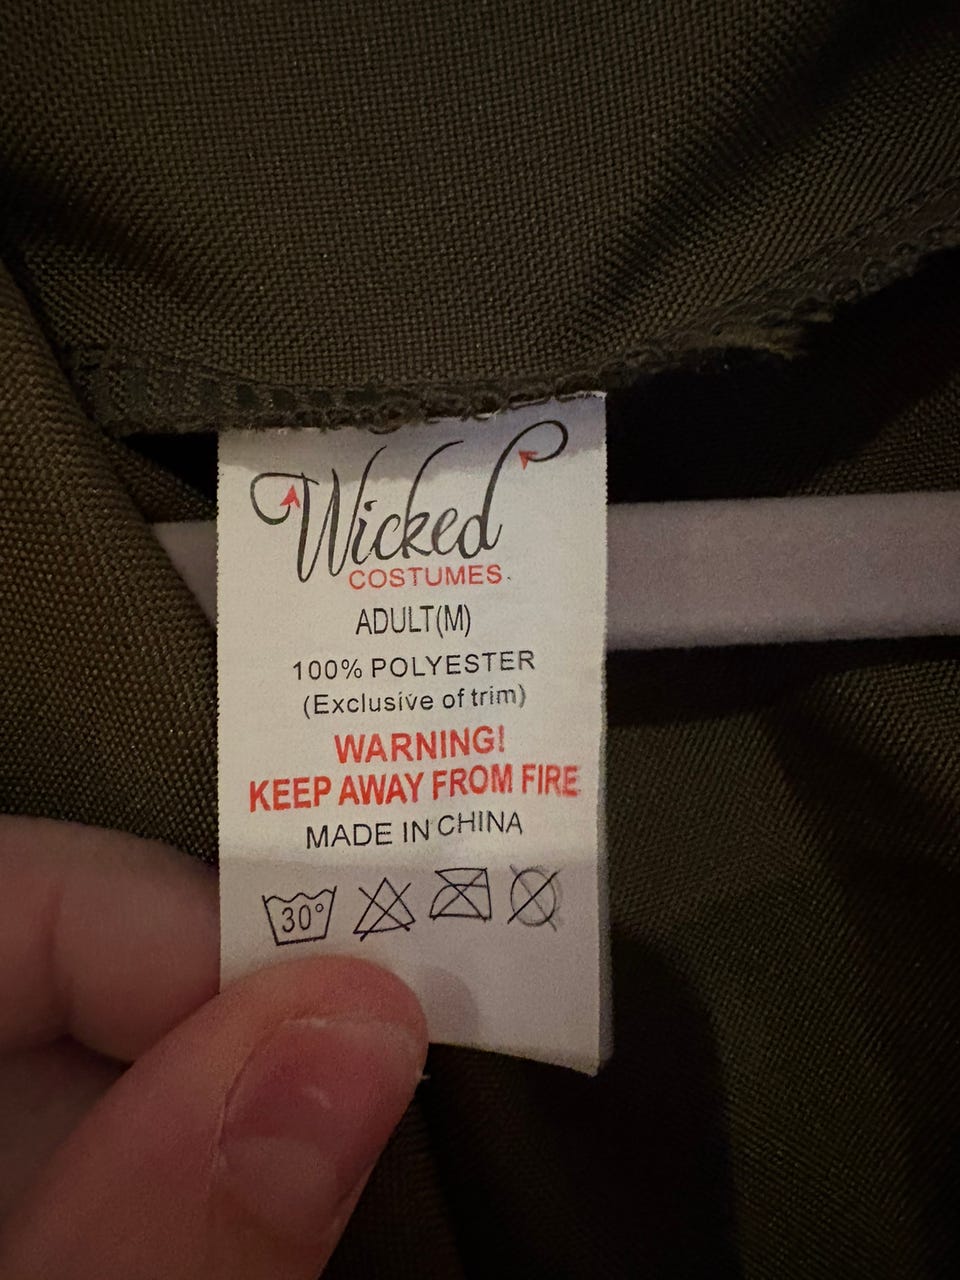 Wicked
COSTUMES
ADULT(M)
100% POLYESTER
(Exclusive of trim)
WARNING!
KEEP AWAY FROM FIRE
MADE IN CHINA
30°